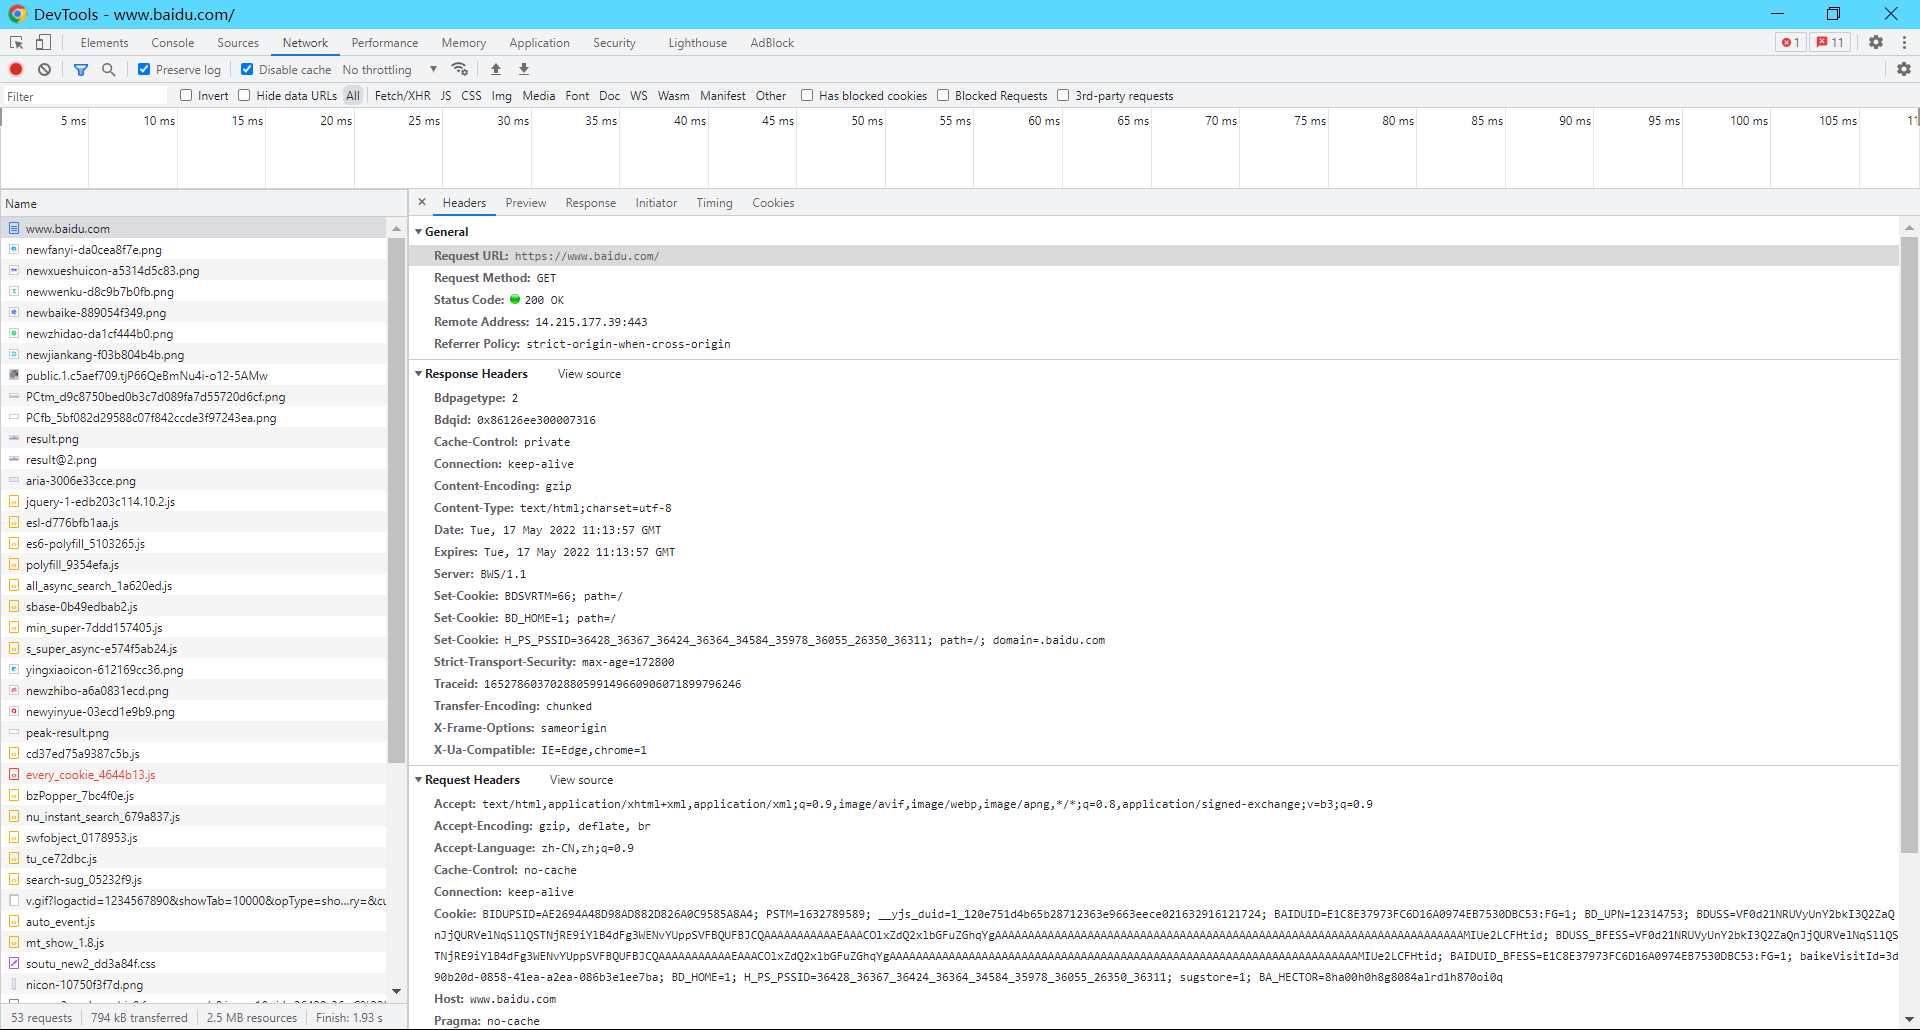 DevTools - www.baidu.com/
Elements Console Sources Network Performance Memory Application Security Lighthouse AdBlock 1 11
Preserve log Disable cache No throttling
Filter Invert Hide data URLs All Fetch/XHR JS CSS Img Media Font Doc WS Wasm Manifest Other Has blocked cookies Blocked Requests 3rd-party requests
5 ms 10 ms 15 ms 20 ms 25 ms 30 ms 35 ms 40 ms 45 ms 50 ms 55 ms 60 ms 65 ms 70 ms 75 ms 80 ms 85 ms 90 ms 95 ms 100 ms 105 ms 11
Name
www.baidu.com
newfanyi-da0cea8f7e.png
newxueshuicon-a5314d5c83.png
newwenku-d8c9b7b0fb.png
newbaike-889054f349.png
newzhidao-da1cf444b0.png
newjiankang-f03b804b4b.png
public.1.c5aef709.tjP66QeBmNu4i-o12-5AMw
PCtm_d9c8750bed0b3c7d089fa7d55720d6cf.png
PCfb_5bf082d29588c07f842ccde3f97243ea.png
result.png
result@2.png
aria-3006e33cce.png
jquery-1-edb203c114.10.2.js
esl-d776bfb1aa.js
es6-polyfill_5103265.js
polyfill_9354efa.js
all_async_search_1a620ed.js
sbase-0b49edbab2.js
min_super-7ddd157405.js
s_super_async-e574f5ab24.js
yingxiaoicon-612169cc36.png
newzhibo-a6a0831ecd.png
newyinyue-03ecd1e9b9.png
peak-result.png
cd37ed75a9387c5b.js
every_cookie_4644b13.js
bzPopper_7bc4f0e.js
nu_instant_search_679a837.js
swfobject_0178953.js
tu_ce72dbc.js
search-sug_05232f9.js
v.gif?logactid=1234567890&showTab=10000&opType=sho...ry=&cu
auto_event.js
mt_show_1.8.js
soutu_new2_dd3a84f.css
nicon-10750f3f7d.png
53 requests 794 kB transferred 2.5 MB resources Finish: 1.93 s
× Headers Preview Response Initiator Timing Cookies
General
Request URL: https://www.baidu.com/
Request Method: GET
Status Code: 200 OK
Remote Address: 14.215.177.39:443
Referrer Policy: strict-origin-when-cross-origin
Response Headers View source
Bdpagetype: 2
Bdqid: 0x86126ee300007316
Cache-Control: private
Connection: keep-alive
Content-Encoding: gzip
Content-Type: text/html;charset=utf-8
Date: Tue, 17 May 2022 11:13:57 GMT
Expires: Tue, 17 May 2022 11:13:57 GMT
Server: BWS/1.1
Set-Cookie: BDSVRTM=66; path=/
Set-Cookie: BD_HOME=1; path=/
Set-Cookie: H_PS_PSSID=36428_36367_36424_36364_34584_35978_36055_26350_36311; path=/; domain=.baidu.com
Strict-Transport-Security: max-age=172800
Traceid: 1652786037028805991496609060718997962​46
Transfer-Encoding: chunked
X-Frame-Options: sameorigin
X-Ua-Compatible: IE=Edge,chrome=1
Request Headers View source
Accept: text/html,application/xhtml+xml,application/xml;q=0.9,image/avif,image/webp,image/apng,*/*;q=0.8,application/signed-exchange;v=b3;q=0.9
Accept-Encoding: gzip, deflate, br
Accept-Language: zh-CN,zh;q=0.9
Cache-Control: no-cache
Connection: keep-alive
Cookie: BIDUPSID=AE2694A48D98AD882D826A0C9585A8A4; PSTM=1632789589; __yjs_duid=1_120e751d4b65b28712363e9663eece021632916121724; BAIDUID=E1C8E37973FC6D16A0974EB7530DBC53:FG=1; BD_UPN=12314753;
BD_HOME=1; H_PS_PSSID=36428_36367_36424_36364_34584_35978_36055_26350_36311; sugstore=1; BA_HECTOR=8ha00h0h8g8084a1rd1h870oi0q
Host: www.baidu.com
Pragma: no-cache